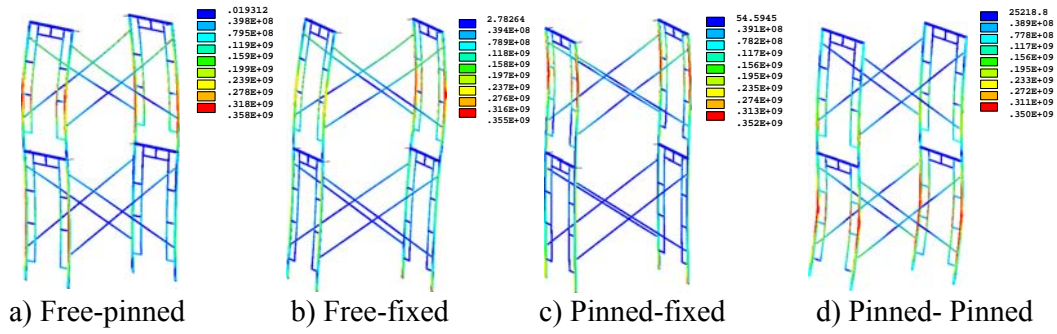 .019312
.398E+08
.795E+08
.119E+09
.159E+09
.199E+09
.239E+09
.278E+09
.318E+09
.358E+09
2.78264
.394E+08
.789E+08
.118E+09
.158E+09
.197E+09
.237E+09
.276E+09
.316E+09
.355E+09
54.5945
.391E+08
.782E+08
.117E+09
.156E+09
.195E+09
.235E+09
.274E+09
.313E+09
.352E+09
25218.8
.389E+08
.778E+08
.117E+09
.156E+09
.195E+09
.233E+09
.272E+09
.311E+09
.350E+09
a) Free-pinned
b) Free-fixed
c) Pinned-fixed
d) Pinned- Pinned